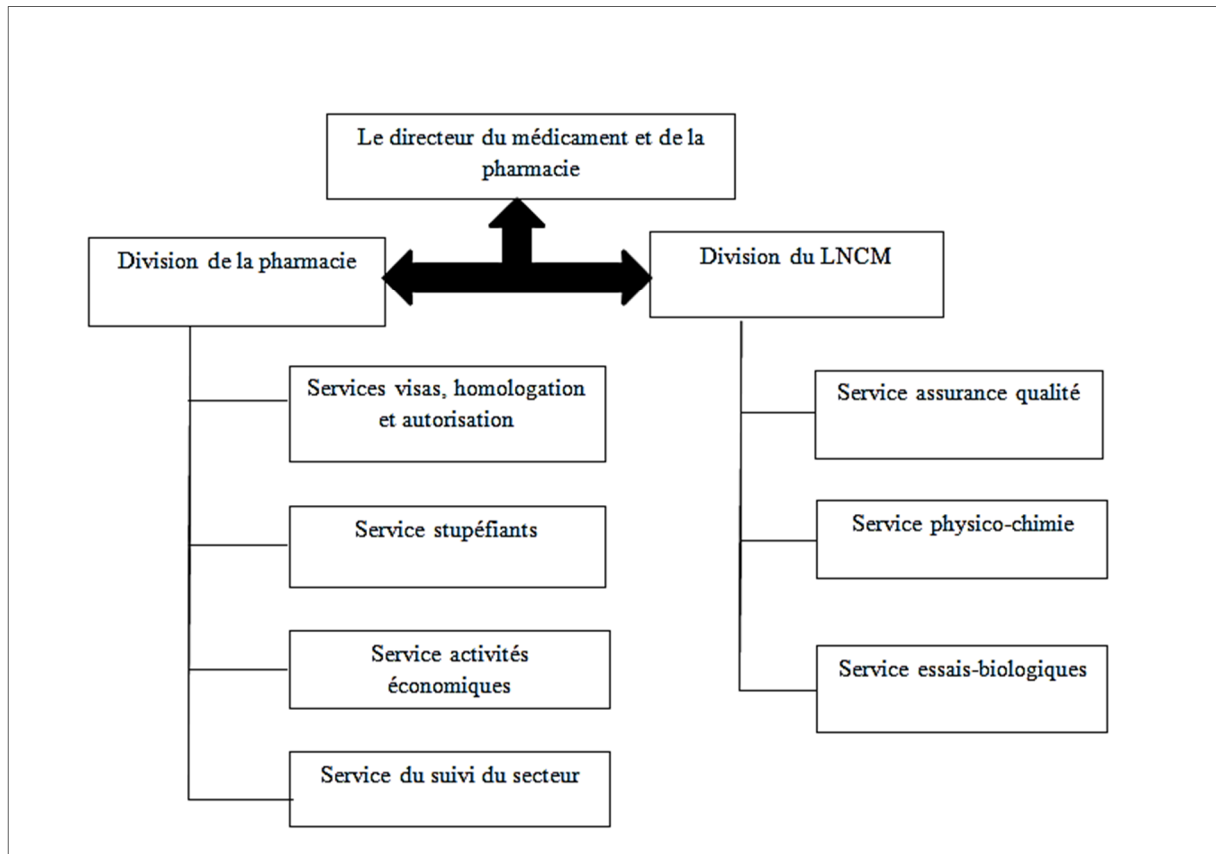 Le directeur du médicament et de la
pharmacie
Division de la pharmacie
Division du LNCM
Services visas, homologation
et autorisation
Service stupéfiants
Service activités
économiques
Service du suivi du secteur
Service assurance qualité
Service physico-chimie
Service essais-biologiques